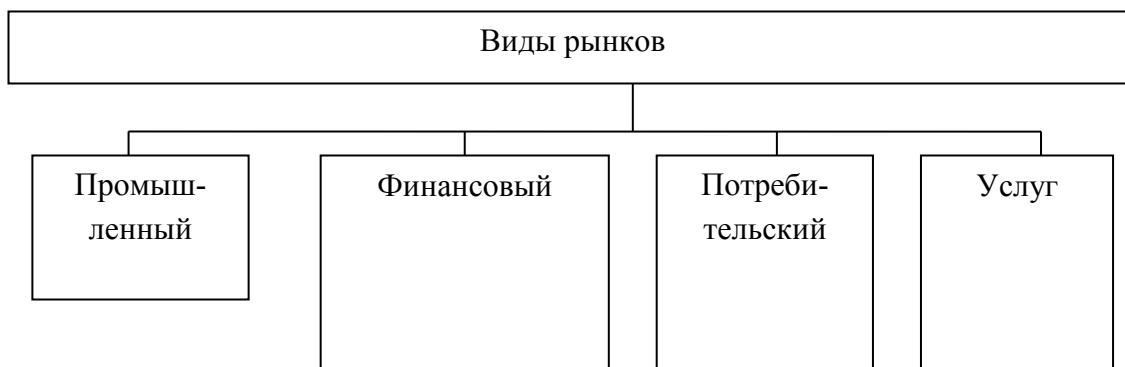 Виды рынков
Промыш-
ленный
Финансовый
Потреби-
тельский
Услуг